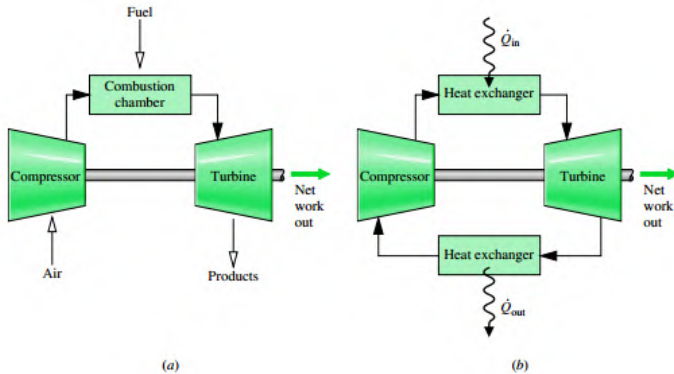 Fuel
Combustion
chamber
Compressor
Turbine
Net
work
out
Air
Products
(a)
Q̇in
Heat exchanger
Compressor
Turbine
Net
work
out
Heat exchanger
Q̇out
(b)